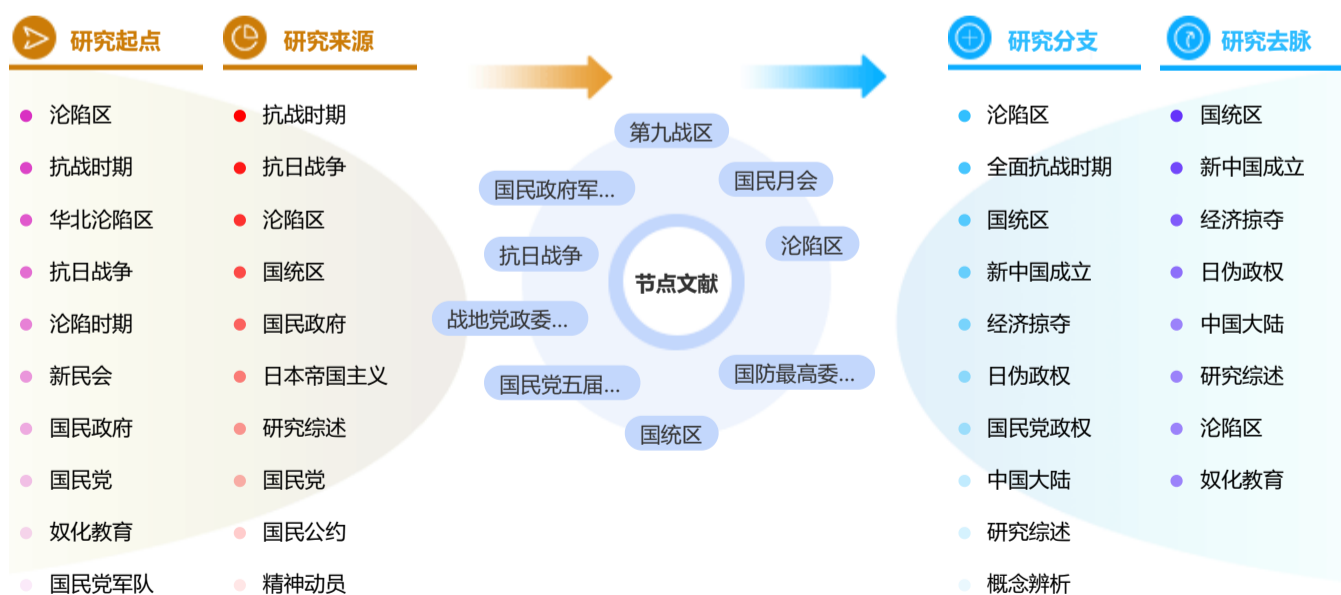 研究起点
沦陷区
抗战时期
华北沦陷区
抗日战争
沦陷时期
新民会
国民政府
国民党
奴化教育
国民党军队
研究来源
抗战时期
抗日战争
沦陷区
国统区
国民政府
日本帝国主义
研究综述
国民党
国民公约
精神动员
第九战区
国民政府军...
国民月会
抗日战争
沦陷区
节点文献
战地党政委...
国民党五届...
国防最高委...
国统区
研究分支
沦陷区
全面抗战时期
国统区
新中国成立
经济掠夺
日伪政权
国民党政权
中国大陆
研究综述
概念辨析
研究去脉
国统区
新中国成立
经济掠夺
日伪政权
中国大陆
研究综述
沦陷区
奴化教育